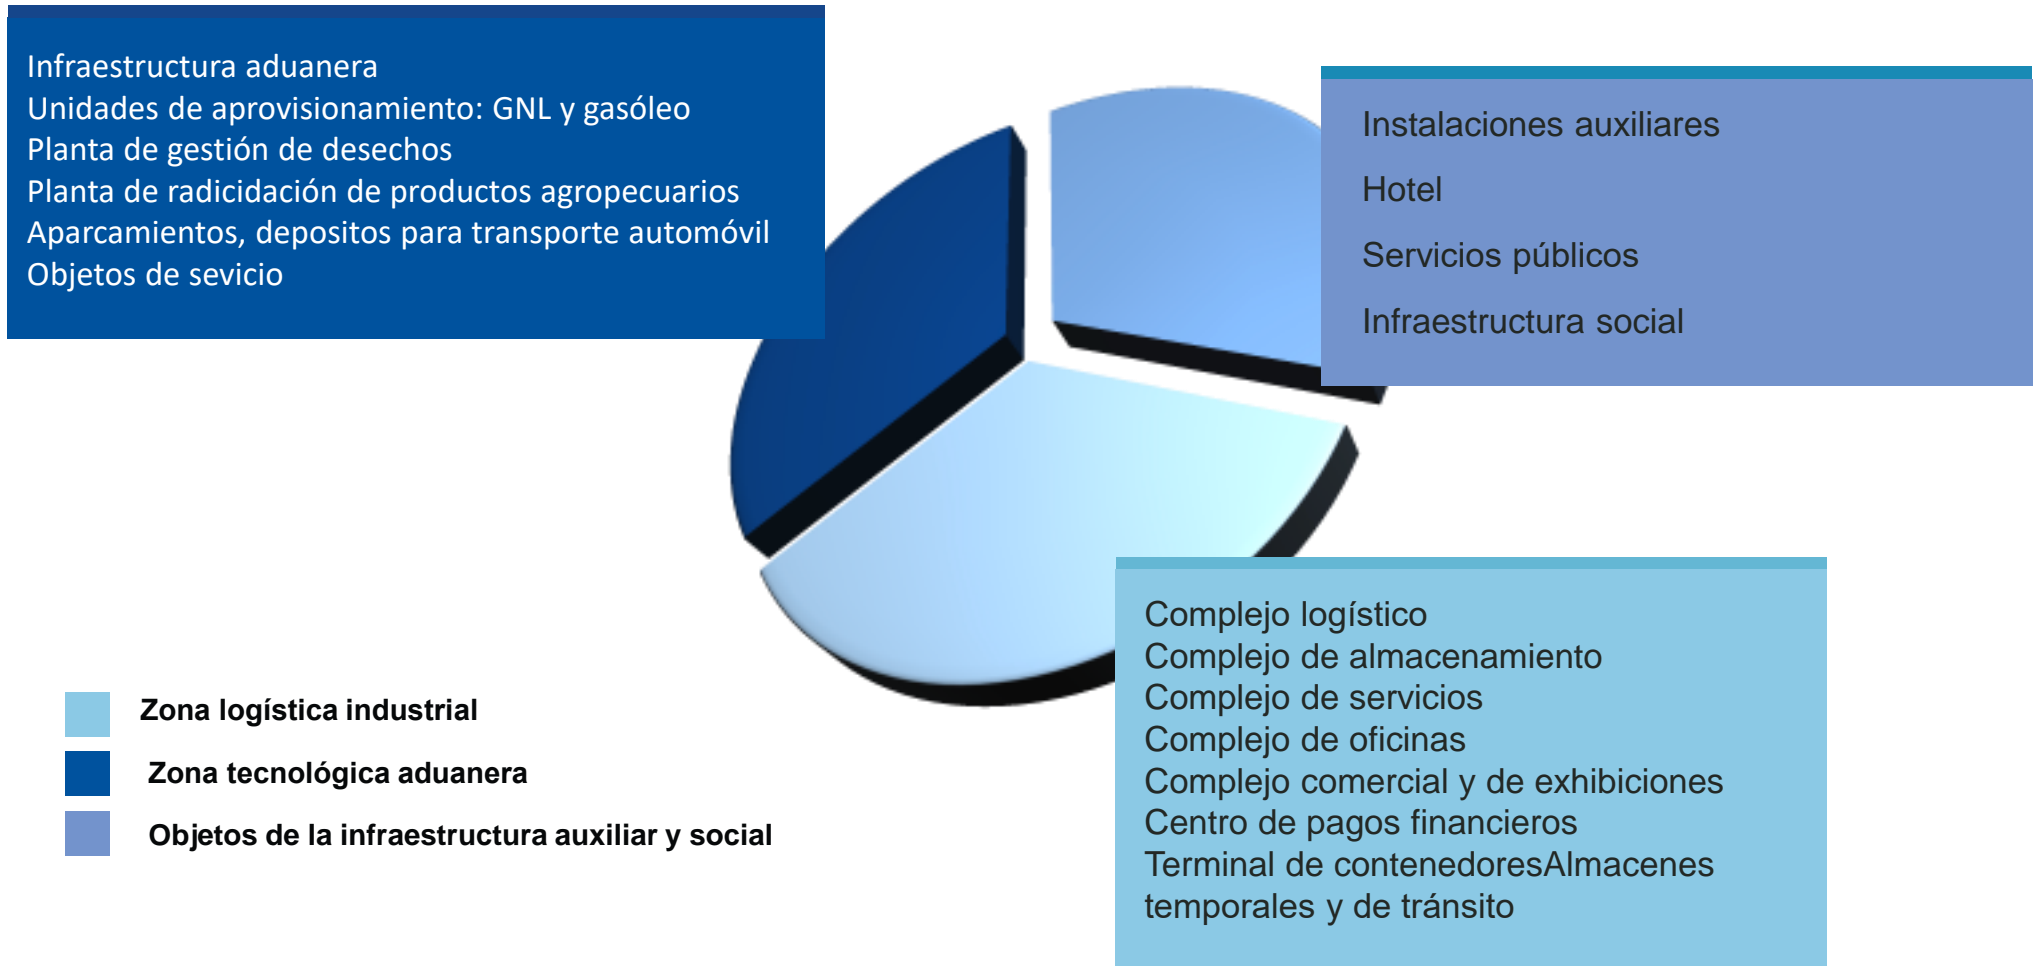 Infraestructura aduanera
Unidades de aprovisionamiento: GNL y gasóleo
Planta de gestión de desechos
Planta de radicidación de productos agropecuarios
Aparcamientos, depositos para transporte automóvil
Objetos de sevicio
Instalaciones auxiliares
Hotel
Servicios públicos
Infraestructura social
Complejo logístico
Complejo de almacenamiento
Complejo de servicios
Complejo de oficinas
Complejo comercial y de exhibiciones
Centro de pagos financieros
Terminal de contenedoresAlmacenes
temporales y de tránsito
Zona logística industrial
Zona tecnológica aduanera
Objetos de la infraestructura auxiliar y social